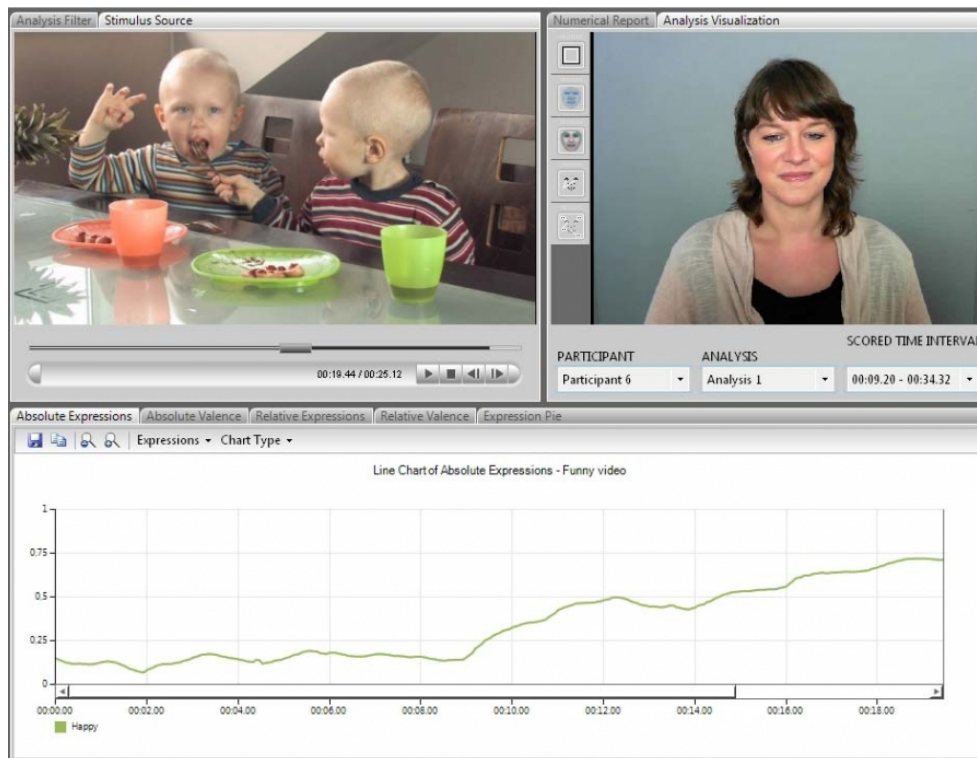 Analysis Filter Stimulus Source
Numerical Report Analysis Visualization
00:19.44 / 00:25.12
SCORED TIME INTERVAL
PARTICIPANT ANALYSIS
Participant 6 Analysis 1 00:09.20 - 00:34.32
Absolute Expressions Absolute Valence Relative Expressions Relative Valence Expression Pie
Expressions Chart Type
Line Chart of Absolute Expressions - Funny video
1
0.75
0.5
0.25
0
00:00.00 00:02.00 00:04.00 00:06.00 00:08.00 00:10.00 00:12.00 00:14.00 00:16.00 00:18.00
Happy